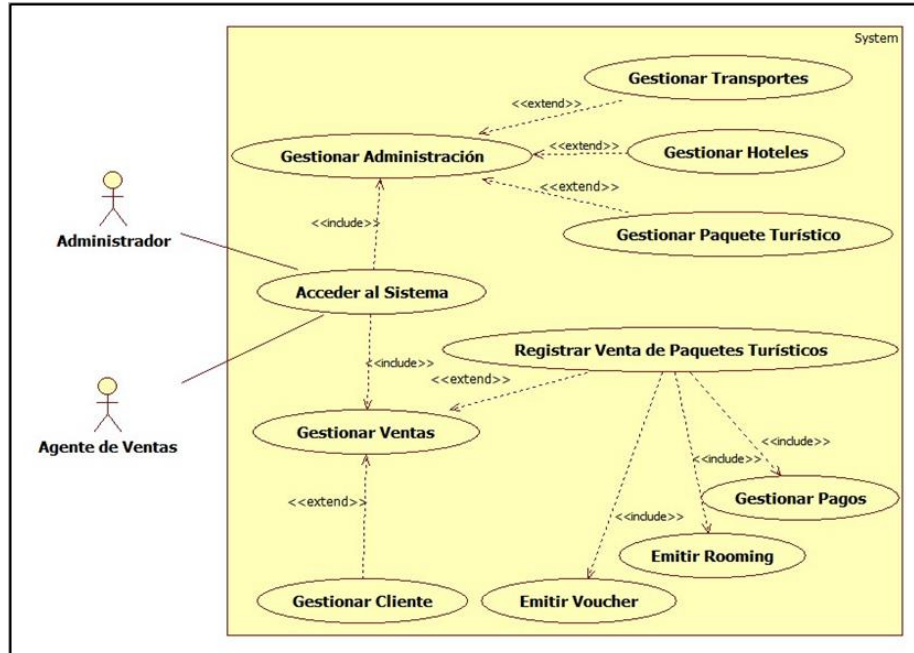 System
Gestionar Transportes
<<extend>>
Gestionar Administración
<<extend>>
Gestionar Hoteles
<<extend>>
<<include>>
Gestionar Paquete Turístico
Administrador
Acceder al Sistema
Registrar Venta de Paquetes Turísticos
<<include>>
<<extend>>
Gestionar Ventas
Agente de Ventas
<<include>>
<<include>>
Gestionar Pagos
<<extend>>
<<include>>
Emitir Rooming
Gestionar Cliente
Emitir Voucher